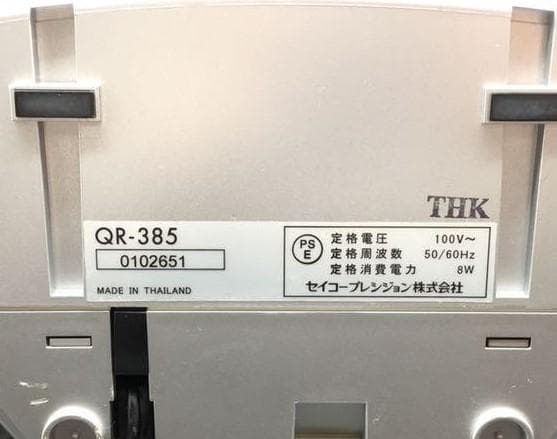 THK
QR-385
0102651
MADE IN THAILAND
PS
E
定格電圧 100V～
定格周波数 50/60Hz
定格消費電力 8W
セイコープレシジョン株式会社